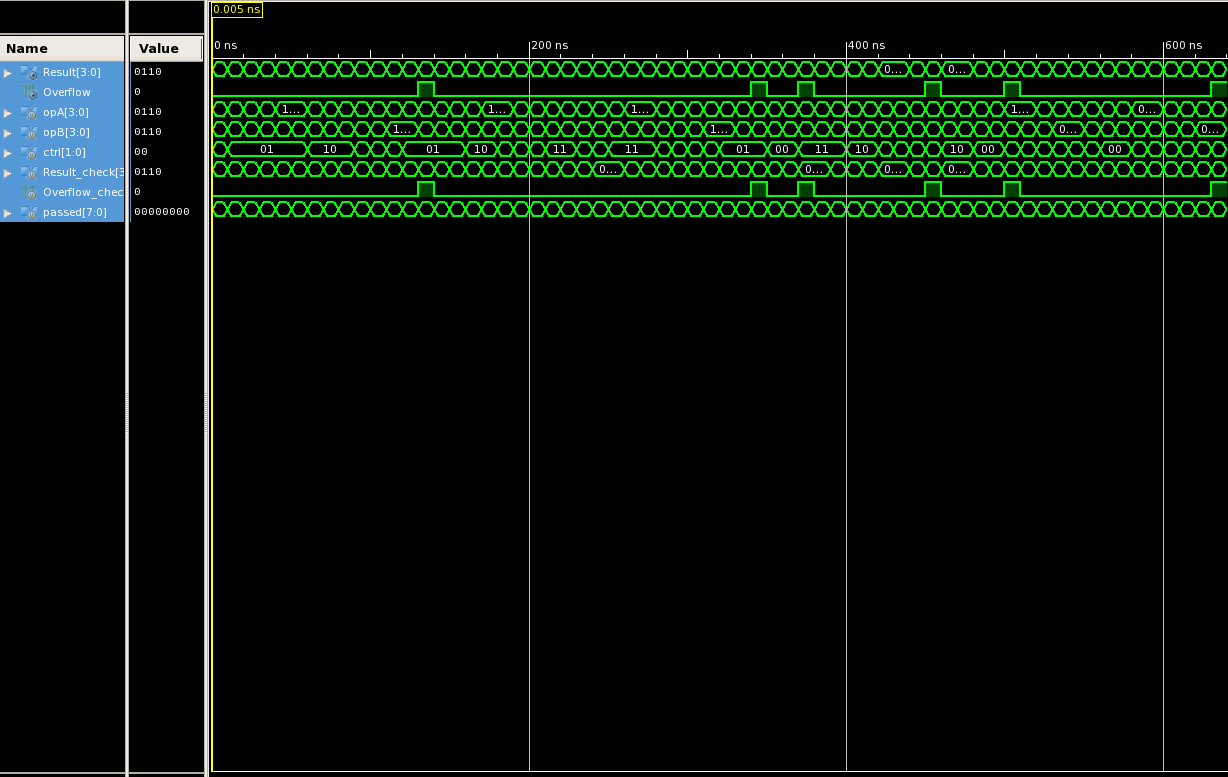 0.005 ns
Name Value 0 ns 200 ns 400 ns 600 ns
Result[3:0] 0110 0... 0...
Overflow 0
opA[3:0] 0110 1... 1... 1... 1... 0...
opB[3:0] 0110 1... 1... 0... 0...
ctrl[1:0] 00 01 10 01 10 11 11 01 00 11 10 10 00 00
Result_check[3 0110 0... 0... 0... 0...
Overflow_chec 0
passed[7:0] 00000000